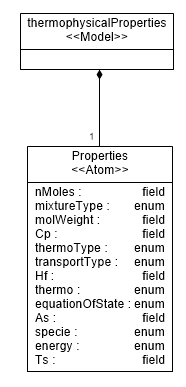 thermophysicalProperties
<<Model>>
1
Properties
<<Atom>>
nMoles : field
mixtureType : enum
molWeight : field
Cp : field
thermoType : enum
transportType : enum
Hf : field
thermo : enum
equationOfState : enum
As : field
specie : enum
energy : enum
Ts : field